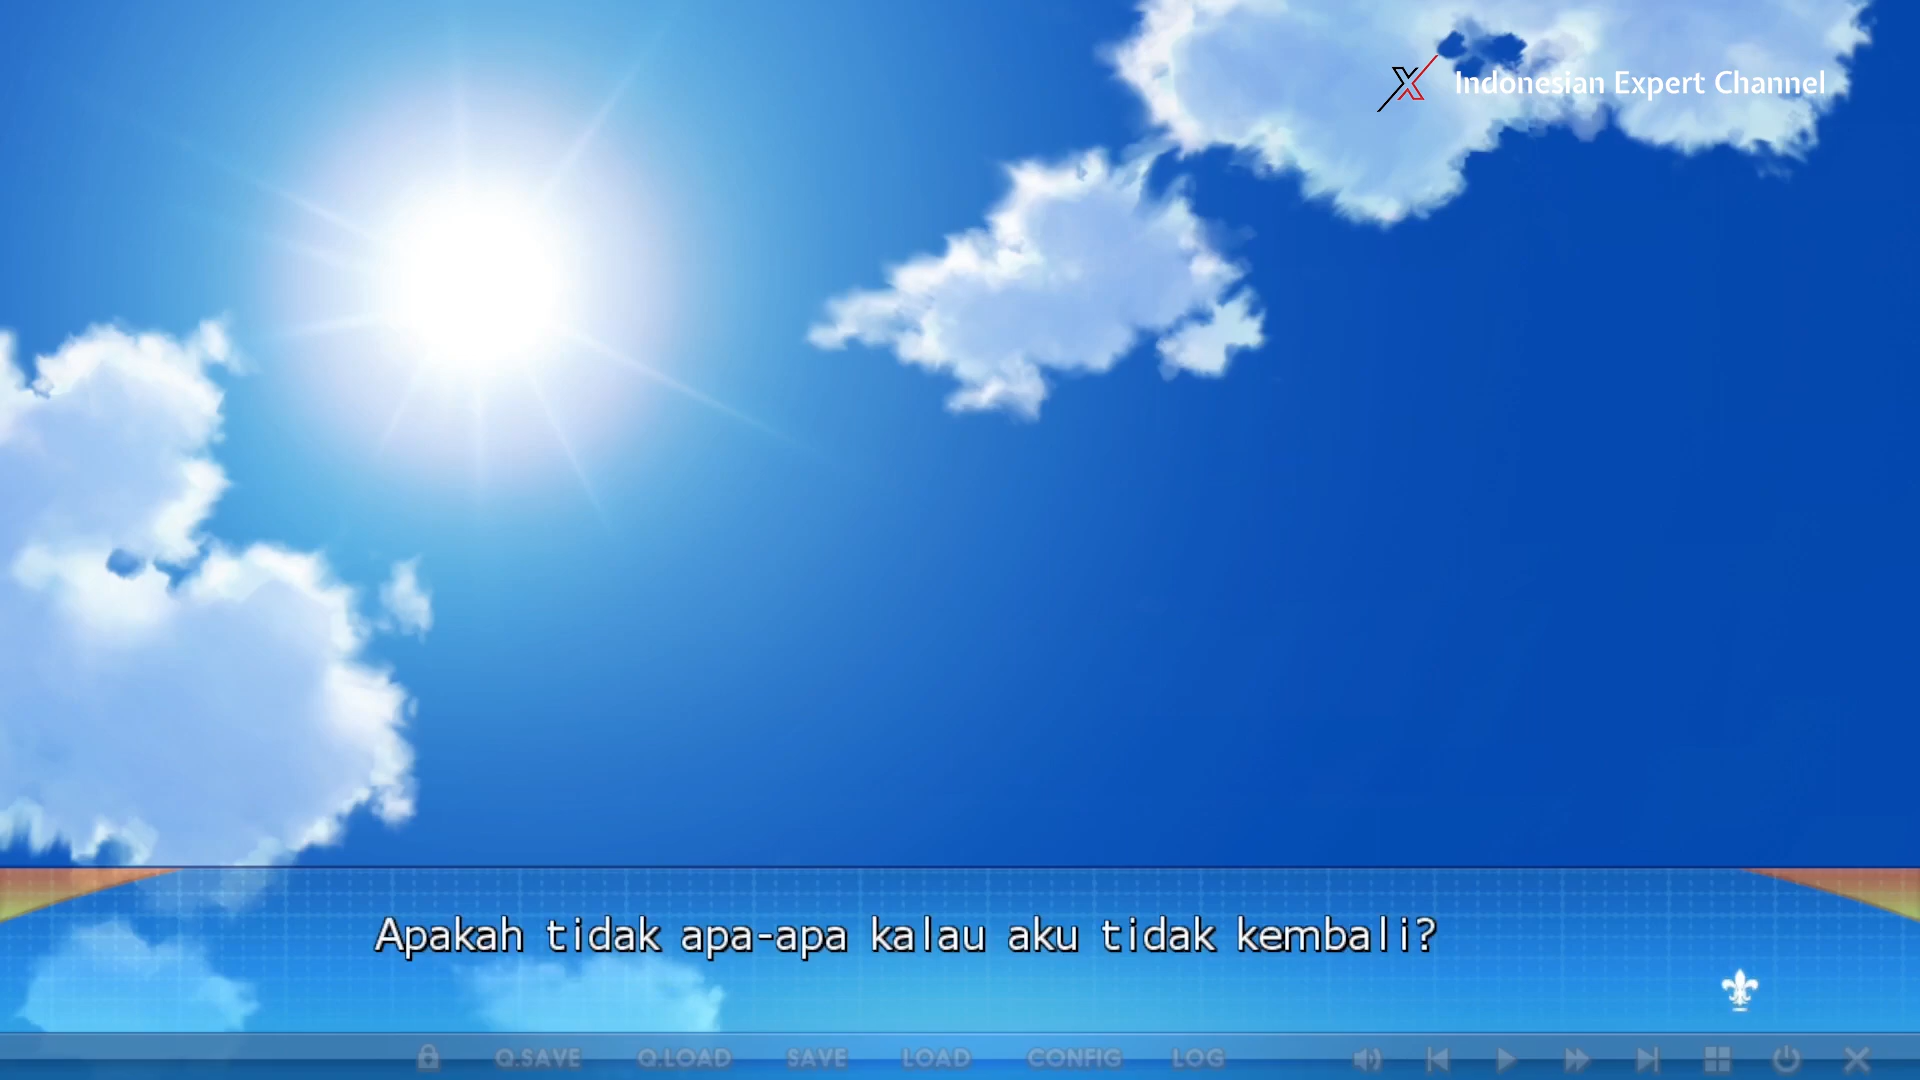 Indonesian Expert Channel
Apakah tidak apa-apa kalau aku tidak kembali?
Q.SAVE Q.LOAD SAVE LOAD CONFIG LOG